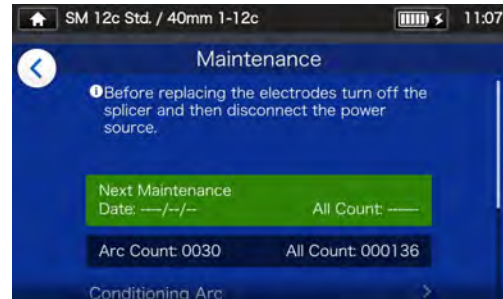 SM 12c Std. / 40mm 1-12c 11:07
Maintenance
Before replacing the electrodes turn off the
splicer and then disconnect the power
source.
Next Maintenance
Date: ----/--/-- All Count: ------
Arc Count: 0030 All Count: 000136
Conditioning Arc